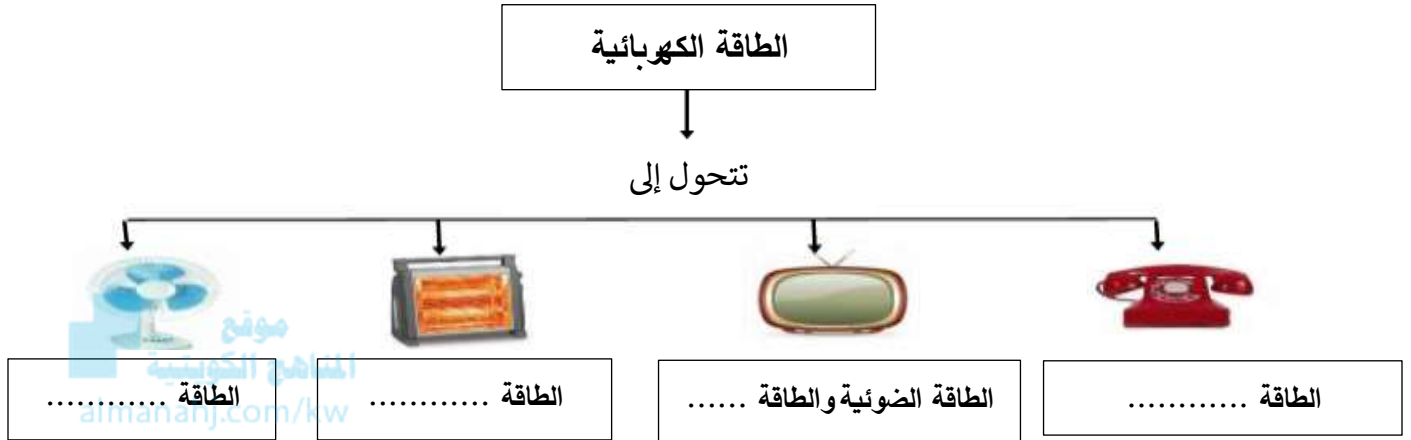 الطاقة الكهربائية
تتحول إلى
الطاقة ............
الطاقة الضوئية والطاقة ......
الطاقة ............
الطاقة ............
موقع
المناهج الكويتية
almanahj.com/kw